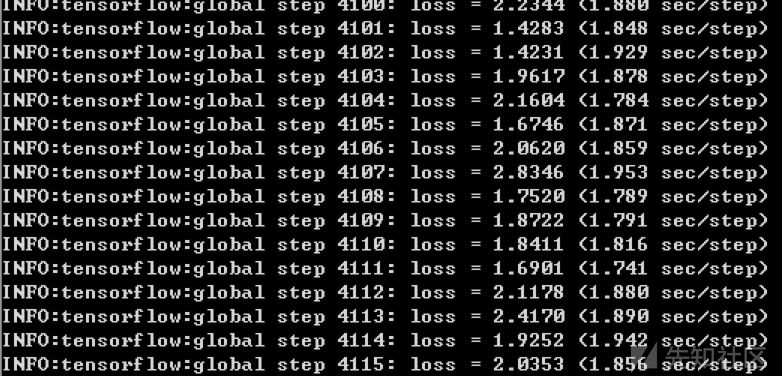 INFO:tensorflow:global step 4100: loss = 2.2344 (1.880 sec/step)
INFO:tensorflow:global step 4101: loss = 1.4283 (1.848 sec/step)
INFO:tensorflow:global step 4102: loss = 1.4231 (1.929 sec/step)
INFO:tensorflow:global step 4103: loss = 1.9617 (1.878 sec/step)
INFO:tensorflow:global step 4104: loss = 2.1604 (1.784 sec/step)
INFO:tensorflow:global step 4105: loss = 1.6746 (1.871 sec/step)
INFO:tensorflow:global step 4106: loss = 2.0620 (1.859 sec/step)
INFO:tensorflow:global step 4107: loss = 2.8346 (1.953 sec/step)
INFO:tensorflow:global step 4108: loss = 1.7520 (1.789 sec/step)
INFO:tensorflow:global step 4109: loss = 1.8722 (1.791 sec/step)
INFO:tensorflow:global step 4110: loss = 1.8411 (1.816 sec/step)
INFO:tensorflow:global step 4111: loss = 1.6901 (1.741 sec/step)
INFO:tensorflow:global step 4112: loss = 2.1178 (1.880 sec/step)
INFO:tensorflow:global step 4113: loss = 2.4170 (1.890 sec/step)
INFO:tensorflow:global step 4114: loss = 1.9252 (1.942 sec/step)
INFO:tensorflow:global step 4115: loss = 2.0353 (1.856 sec/step)
先知社区